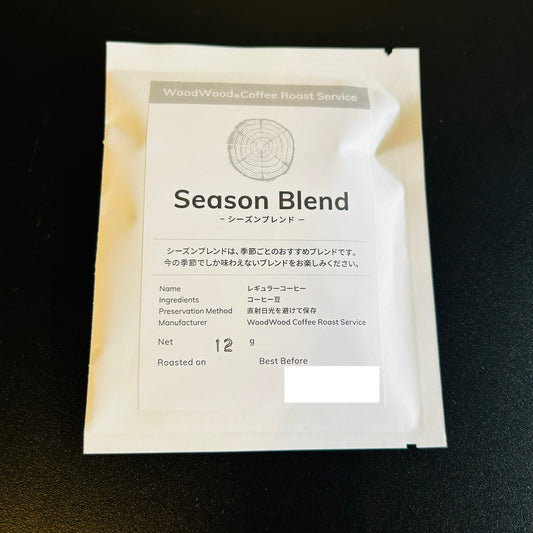 WoodWood®Coffee Roast Service
Season Blend
− シーズンブレンド −
シーズンブレンドは、季節ごとのおすすめブレンドです。
今の季節でしか味わえないブレンドをお楽しみください。
Name レギュラーコーヒー
Ingredients コーヒー豆
Preservation Method 直射日光を避けて保存
Manufacturer WoodWood Coffee Roast Service
Net 12 g
Roasted on Best Before